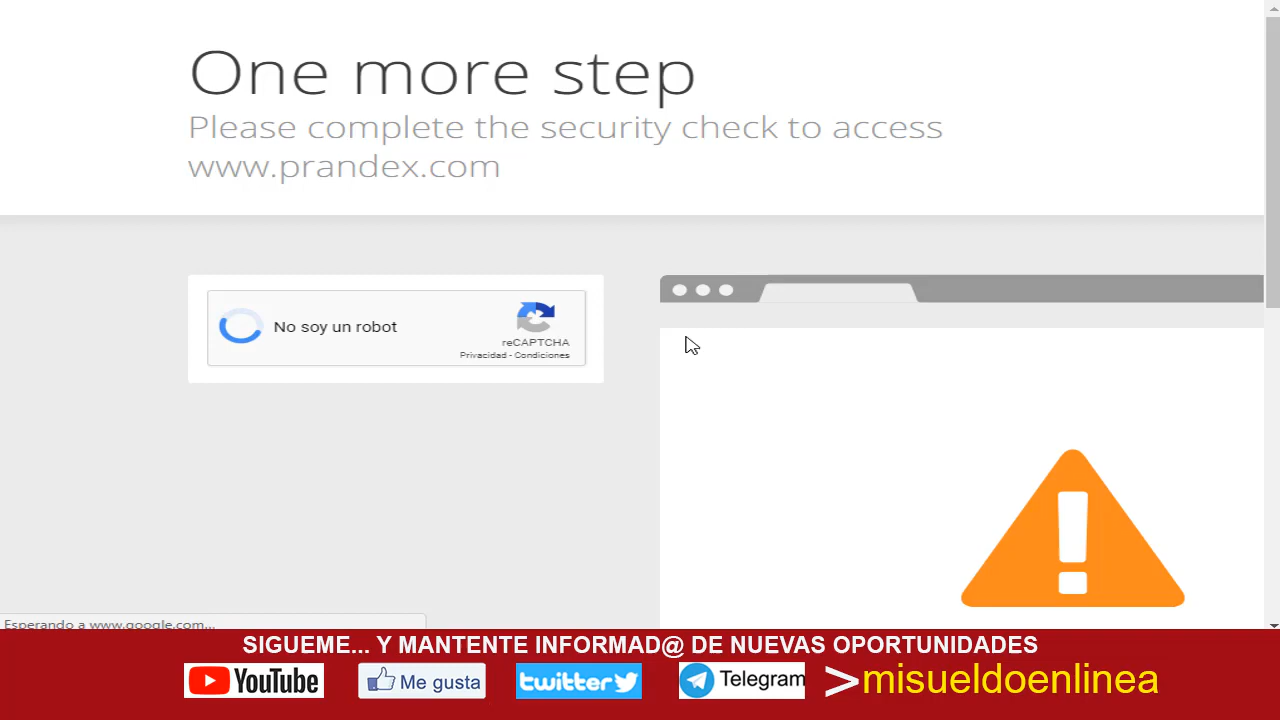 One more step
Please complete the security check to access
www.prandex.com
No soy un robot
reCAPTCHA
Privacidad - Condiciones
Esperando a www.google.com...
SIGUEME... Y MANTENTE INFORMAD@ DE NUEVAS OPORTUNIDADES
YouTube Me gusta twitter Telegram >misueldoenlinea